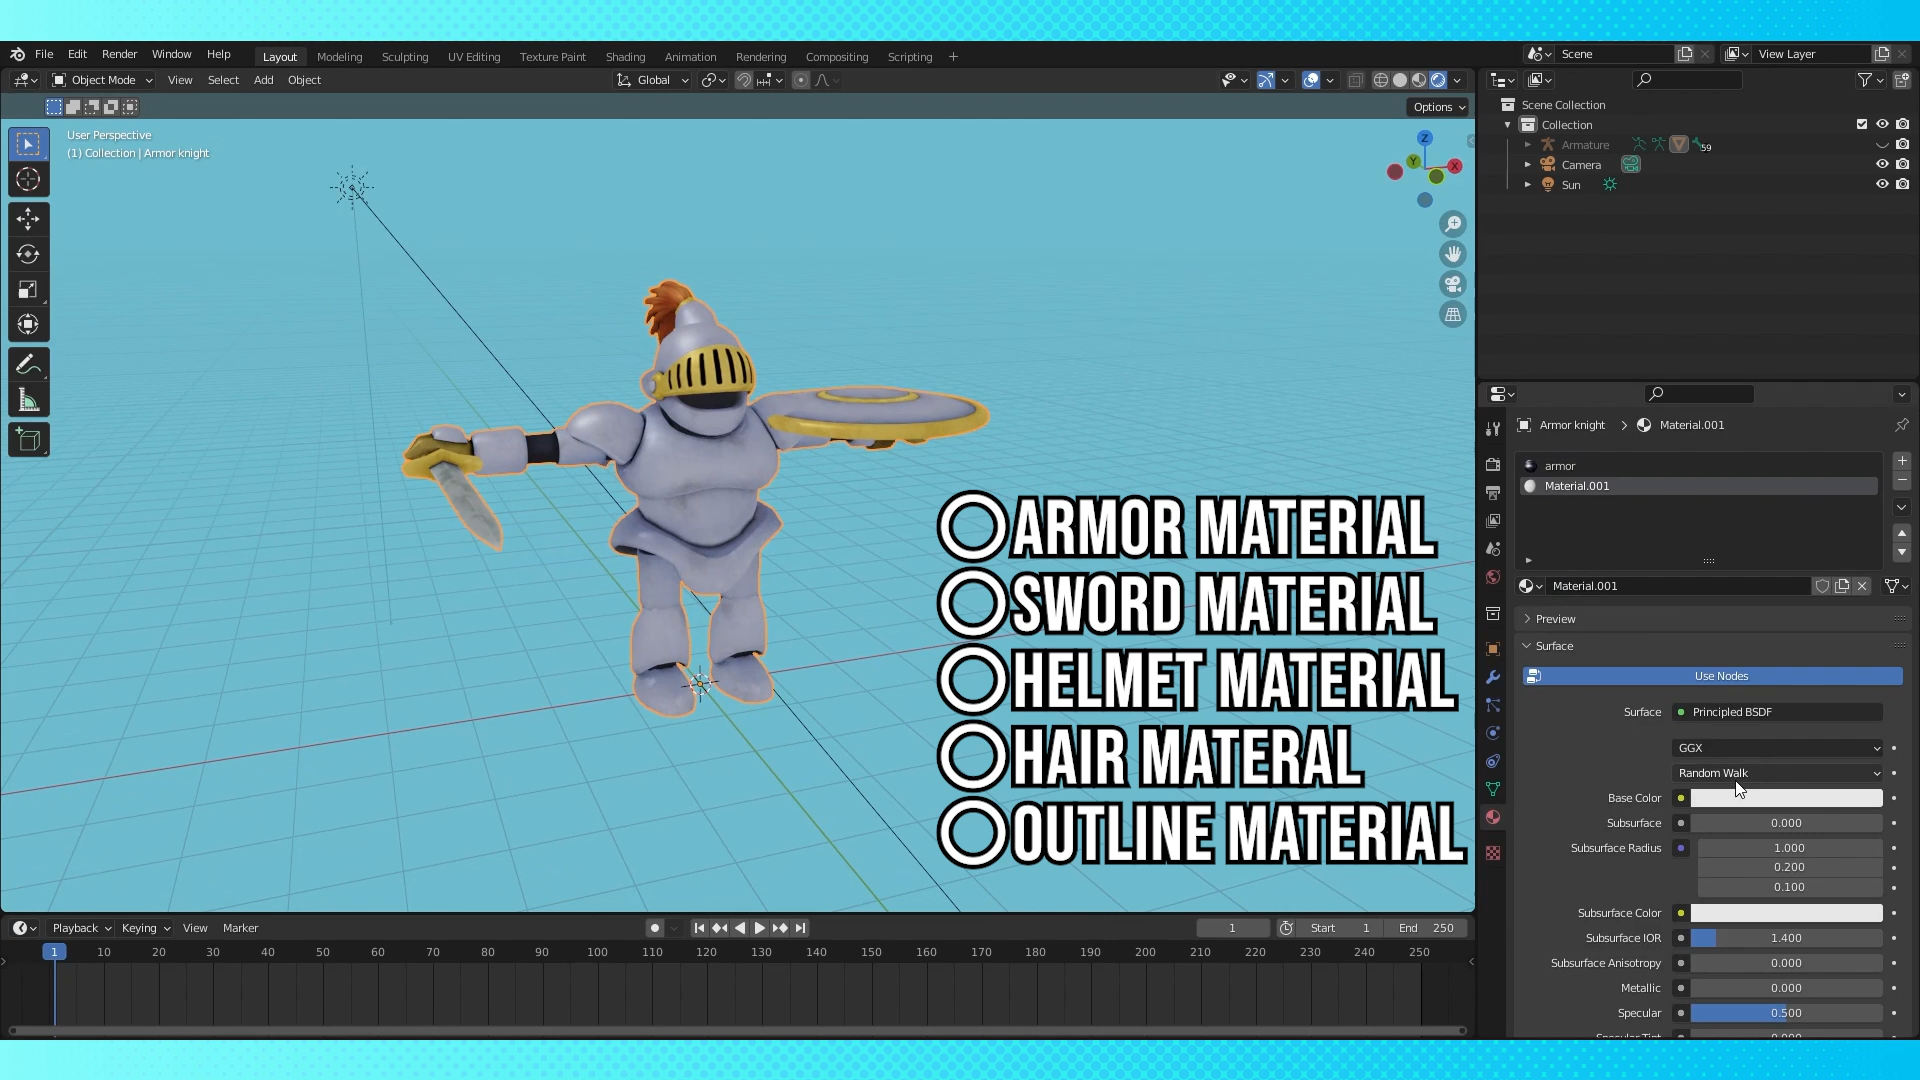 File Edit Render Window Help Layout Modeling Sculpting UV Editing Texture Paint Shading Animation Rendering Compositing Scripting + Scene View Layer
Object Mode View Select Add Object Global
Options
User Perspective
(1) Collection | Armor knight
Z
Y
X
Scene Collection
Collection
Armature 59
Camera
Sun
Armor knight > Material.001
armor
Material.001
Material.001
Preview
Surface
Use Nodes
Surface Principled BSDF
GGX
Random Walk
Base Color
Subsurface 0.000
Subsurface Radius 1.000
0.200
0.100
Subsurface Color
Subsurface IOR 1.400
Subsurface Anisotropy 0.000
Metallic 0.000
Specular 0.500
Specular Tint 0.000
ARMOR MATERIAL
SWORD MATERIAL
HELMET MATERIAL
HAIR MATERAL
OUTLINE MATERIAL
Playback Keying View Marker 1 Start 1 End 250
1 10 20 30 40 50 60 70 80 90 100 110 120 130 140 150 160 170 180 190 200 210 220 230 240 250